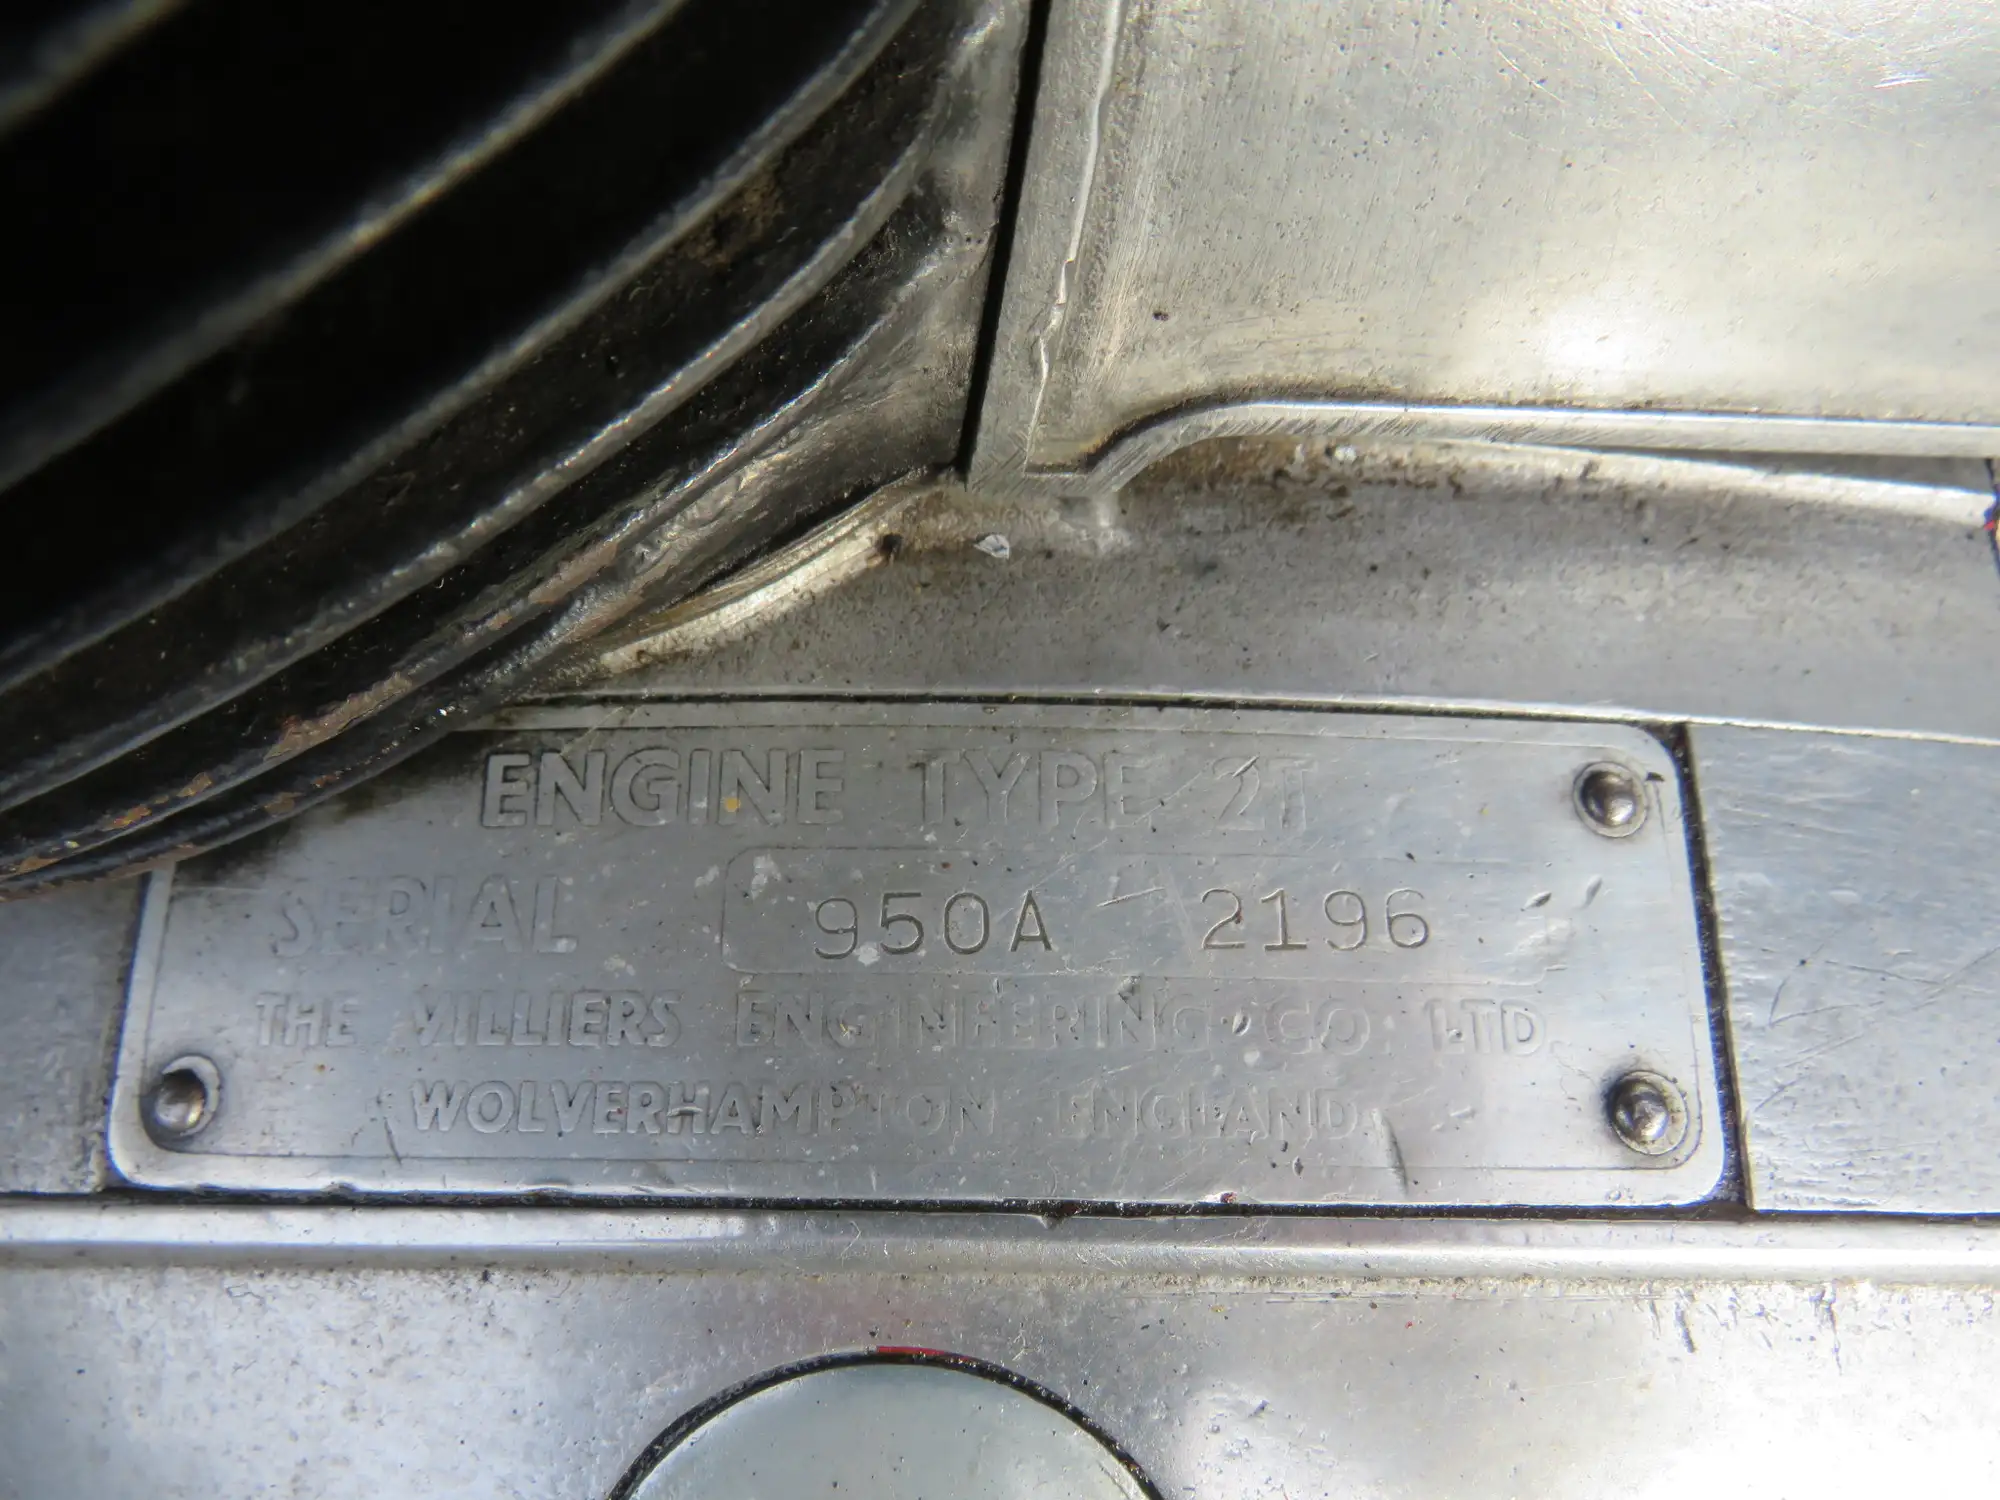 ENGINE TYPE 2T
SERIAL 950A - 2196
THE VILLIERS ENGINEERING CO. LTD
WOLVERHAMPTON ENGLAND